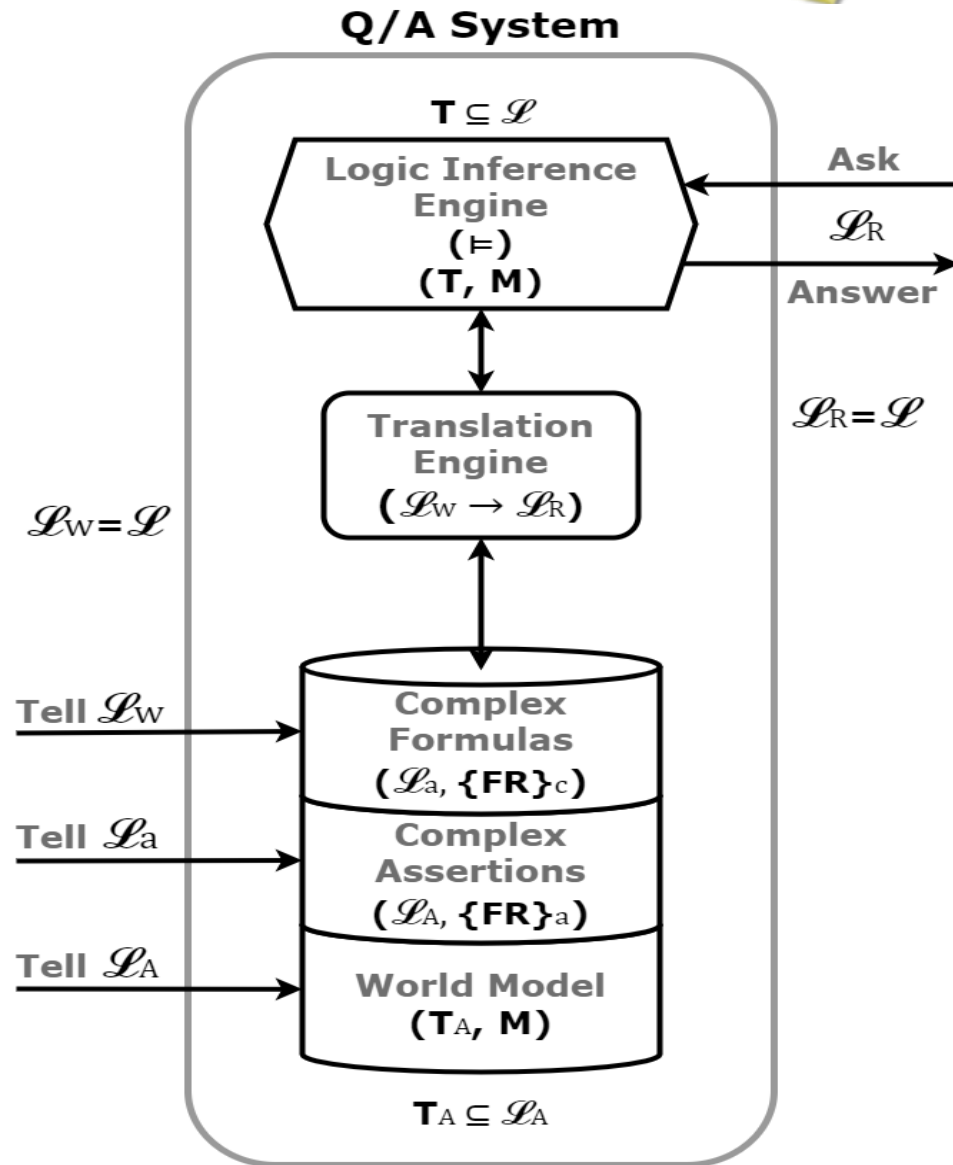 Q/A System
T ⊆ ℒ
Logic Inference
Engine
(⊨)
(T, M)
Ask
ℒR
Answer
Translation
Engine
(ℒW → ℒR)
ℒR=ℒ
ℒW=ℒ
Tell ℒW
Complex
Formulas
(ℒa, {FR}c)
Tell ℒa
Complex
Assertions
(ℒA, {FR}a)
Tell ℒA
World Model
(TA, M)
TA ⊆ ℒA